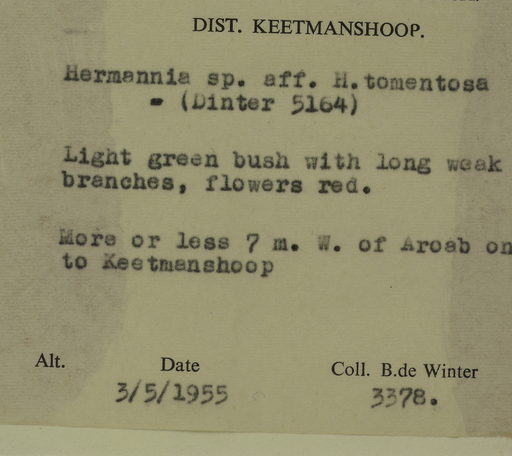 DIST. KEETMANSHOOP.
Hermannia sp. aff. H.tomentosa
- (Dinter 5164)
Light green bush with long weak
branches, flowers red.
More or less 7 m. W. of Aroab on
to Keetmanshoop
Alt. Date Coll. B.de Winter
3/5/1955 3378.